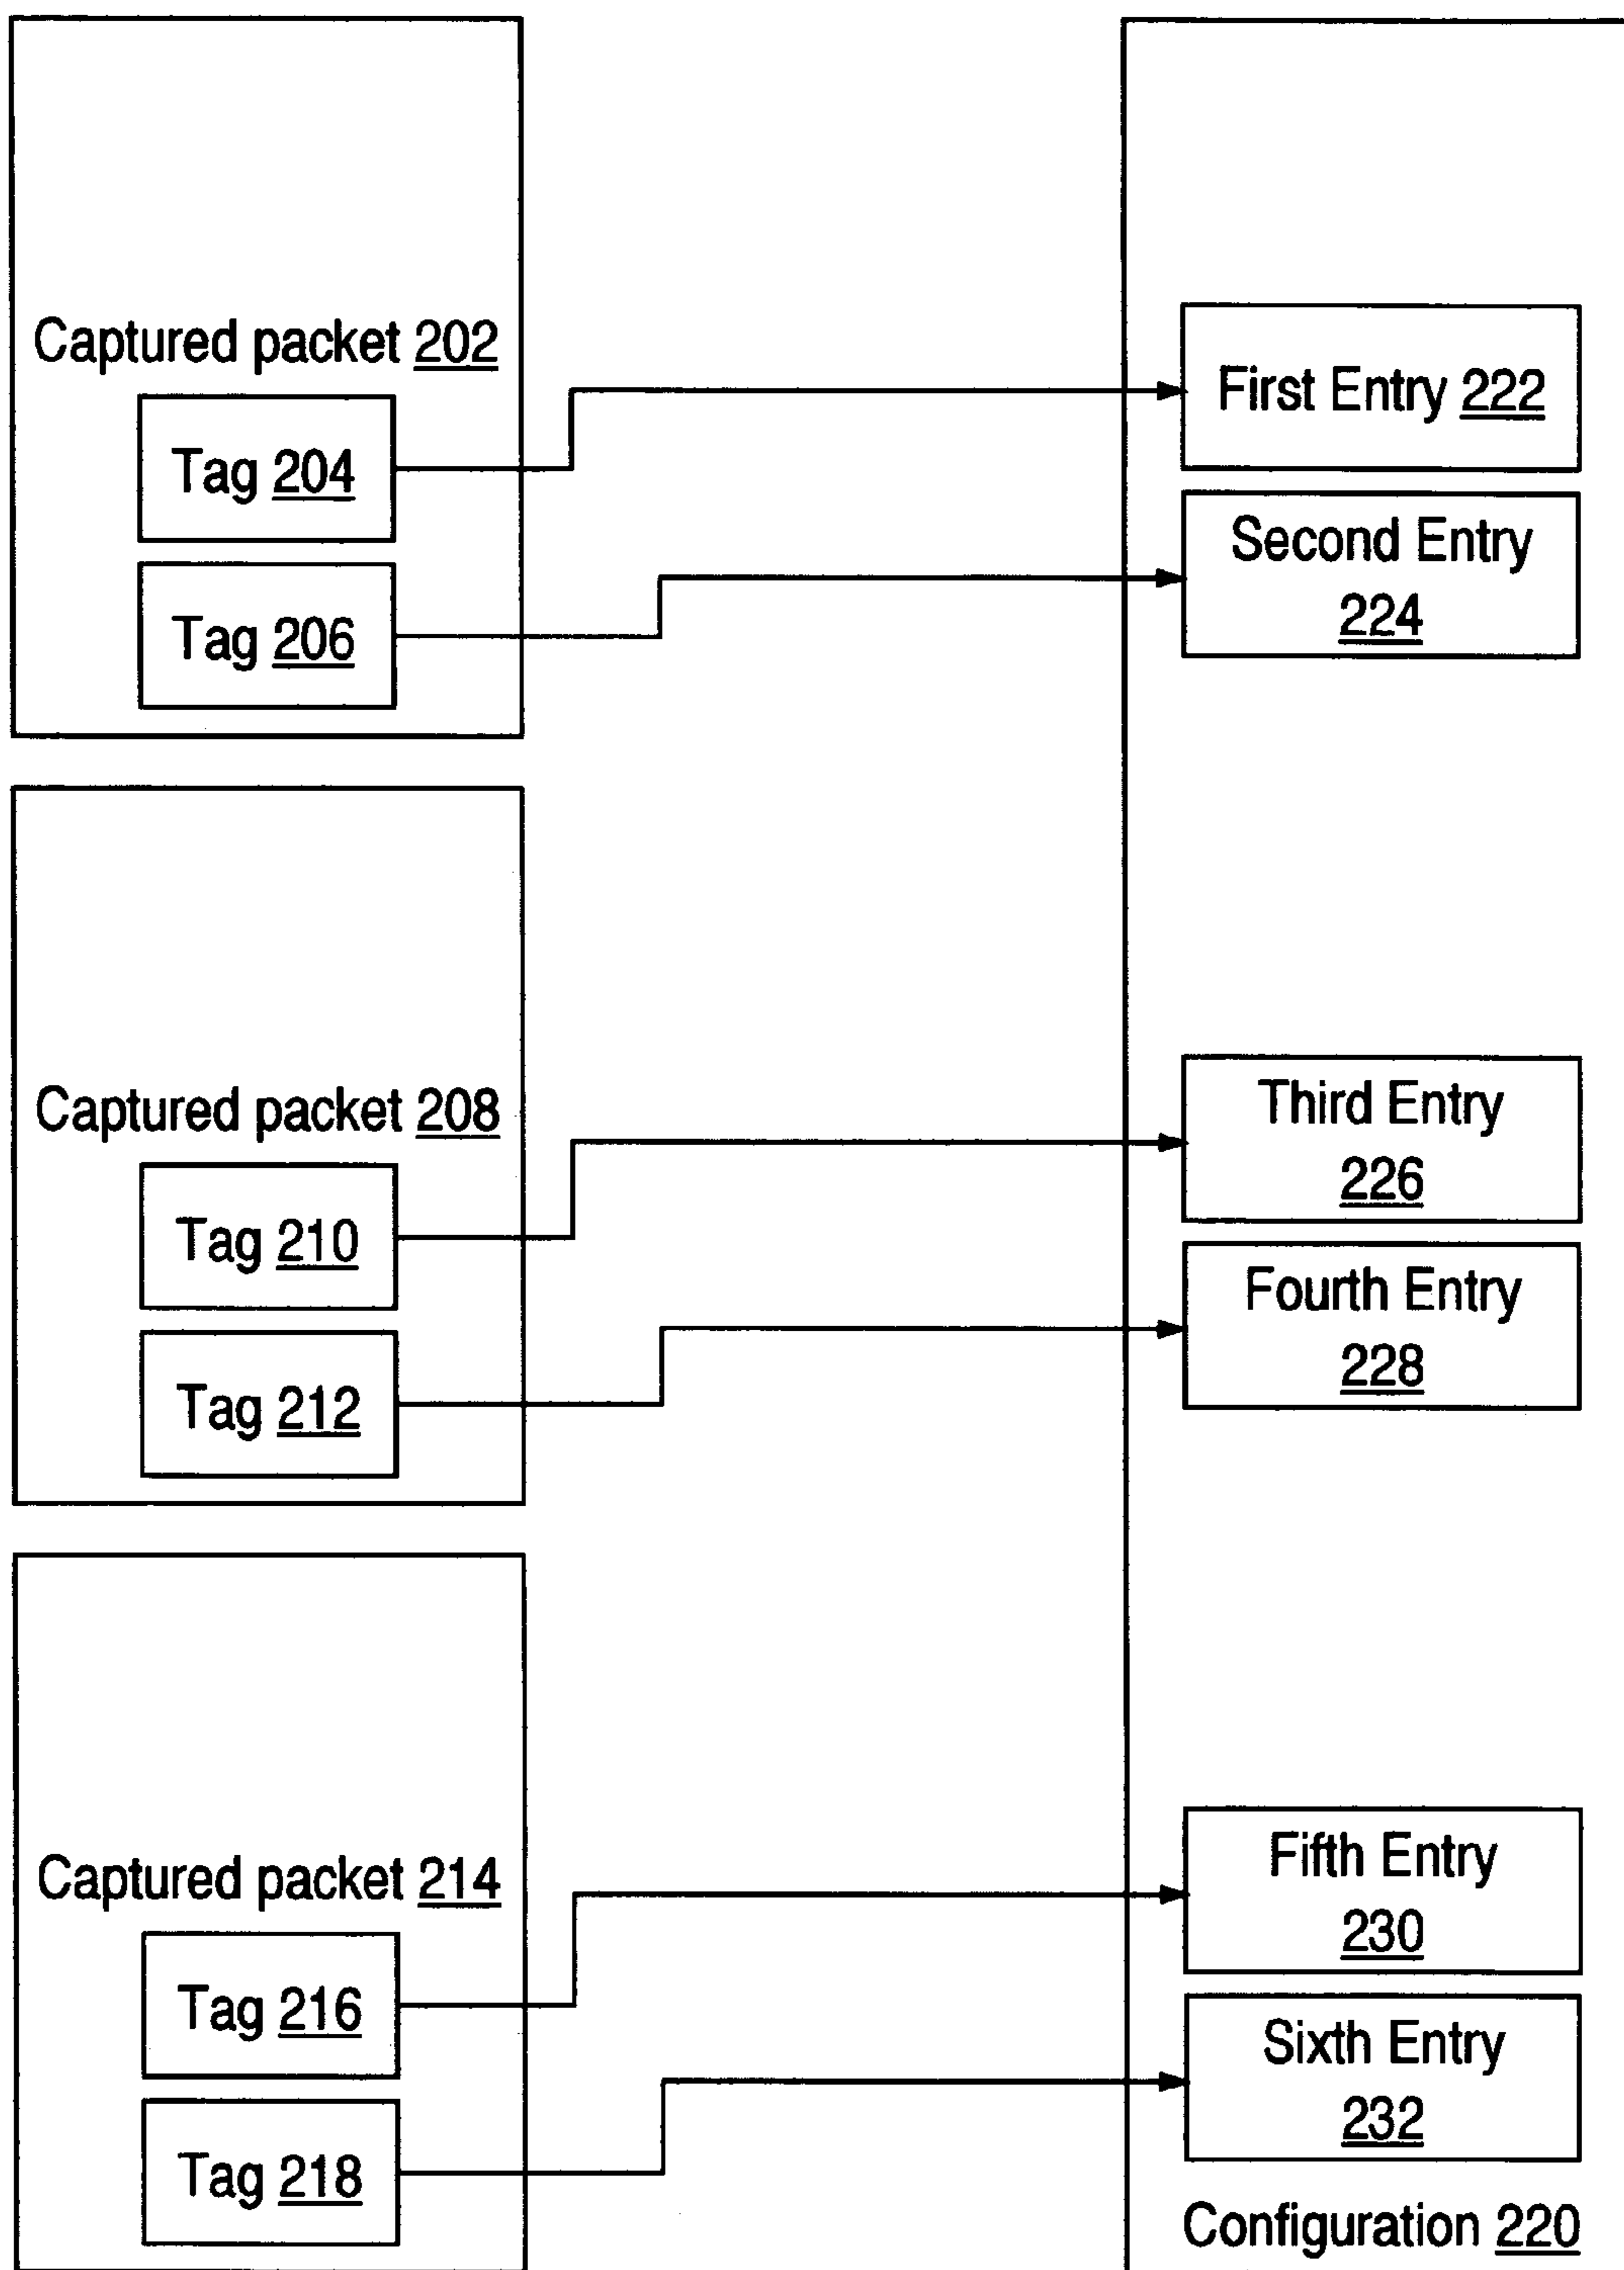 Captured packet 202
Tag 204
Tag 206
First Entry 222
Second Entry
224
Captured packet 208
Tag 210
Tag 212
Third Entry
226
Fourth Entry
228
Captured packet 214
Tag 216
Tag 218
Fifth Entry
230
Sixth Entry
232
Configuration 220